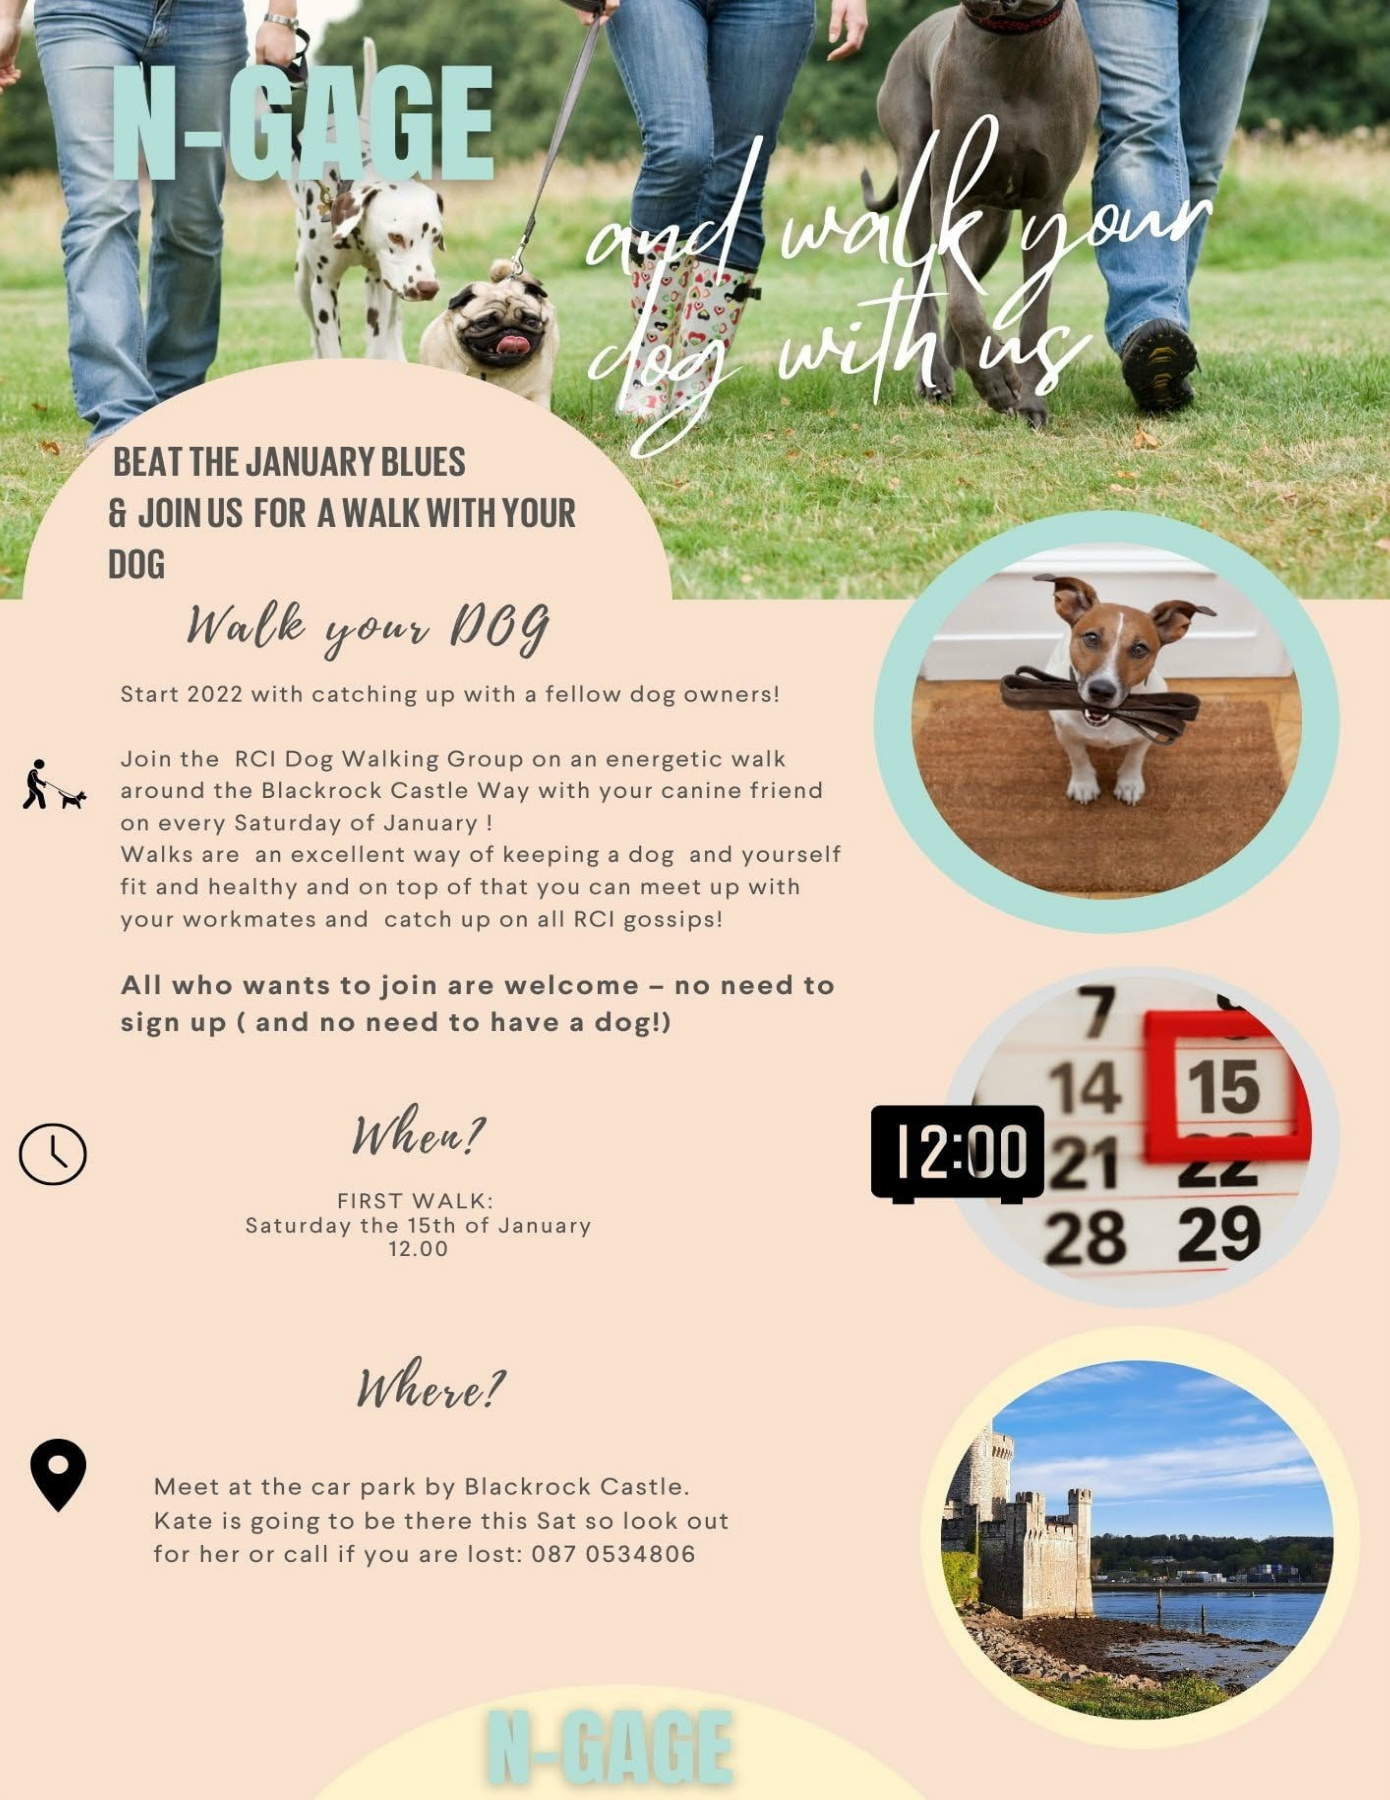 N-GAGE
and walk your
dog with us
BEAT THE JANUARY BLUES
& JOIN US FOR A WALK WITH YOUR
DOG
Walk your DOG
Start 2022 with catching up with a fellow dog owners!
Join the RCI Dog Walking Group on an energetic walk
around the Blackrock Castle Way with your canine friend
on every Saturday of January !
Walks are an excellent way of keeping a dog and yourself
fit and healthy and on top of that you can meet up with
your workmates and catch up on all RCI gossips!
All who wants to join are welcome – no need to
sign up ( and no need to have a dog!)
7
14 15
12:00
21 22
28 29
When?
FIRST WALK:
Saturday the 15th of January
12.00
Where?
Meet at the car park by Blackrock Castle.
Kate is going to be there this Sat so look out
for her or call if you are lost: 087 0534806
N-GAGE